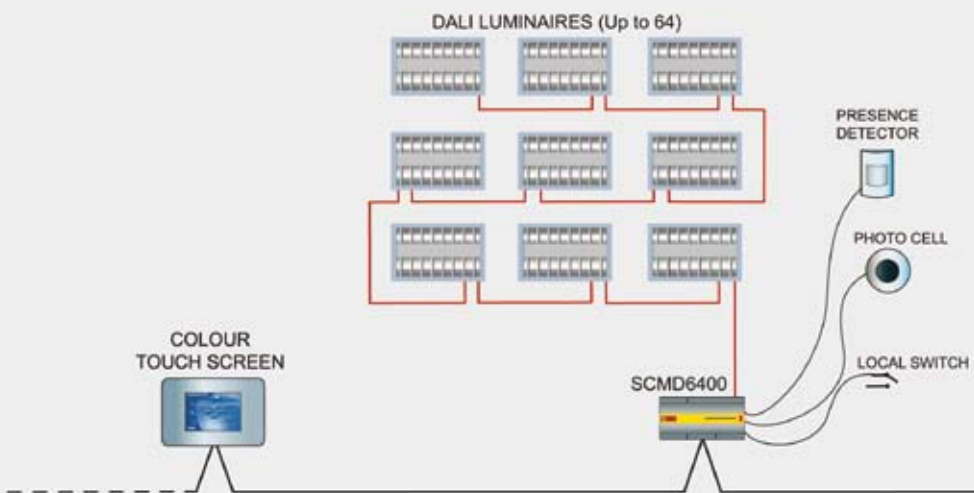 DALI LUMINAIRES (Up to 64)
PRESENCE
DETECTOR
PHOTO CELL
COLOUR
TOUCH SCREEN
LOCAL SWITCH
SCMD6400